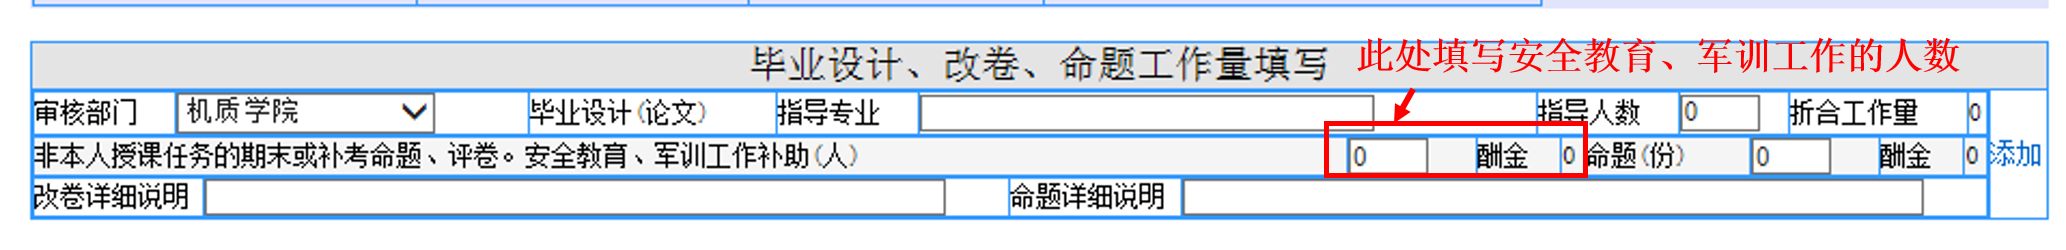 毕业设计、改卷、命题工作量填写
此处填写安全教育、军训工作的人数
审核部门 机质学院 毕业设计(论文) 指导专业 指导人数 0 折合工作量 0
非本人授课任务的期末或补考命题、评卷。安全教育、军训工作补助(人) 0 酬金 0 命题(份) 0 酬金 0 添加
改卷详细说明 命题详细说明